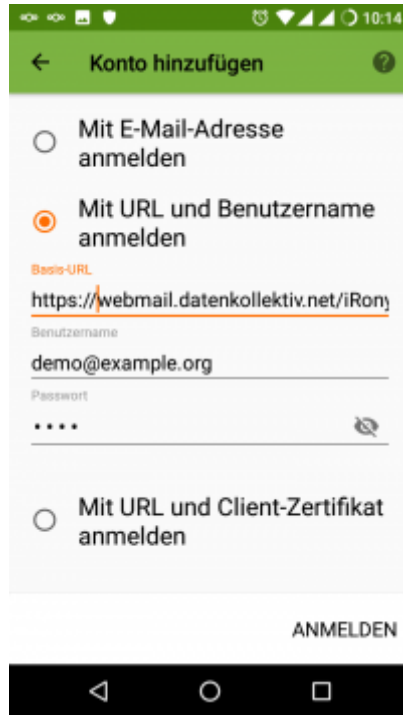 10:14
Konto hinzufügen
Mit E-Mail-Adresse
anmelden
Mit URL und Benutzername
anmelden
Basis-URL
https://webmail.datenkollektiv.net/iRony
Benutzername
demo@example.org
Passwort
Mit URL und Client-Zertifikat
anmelden
ANMELDEN